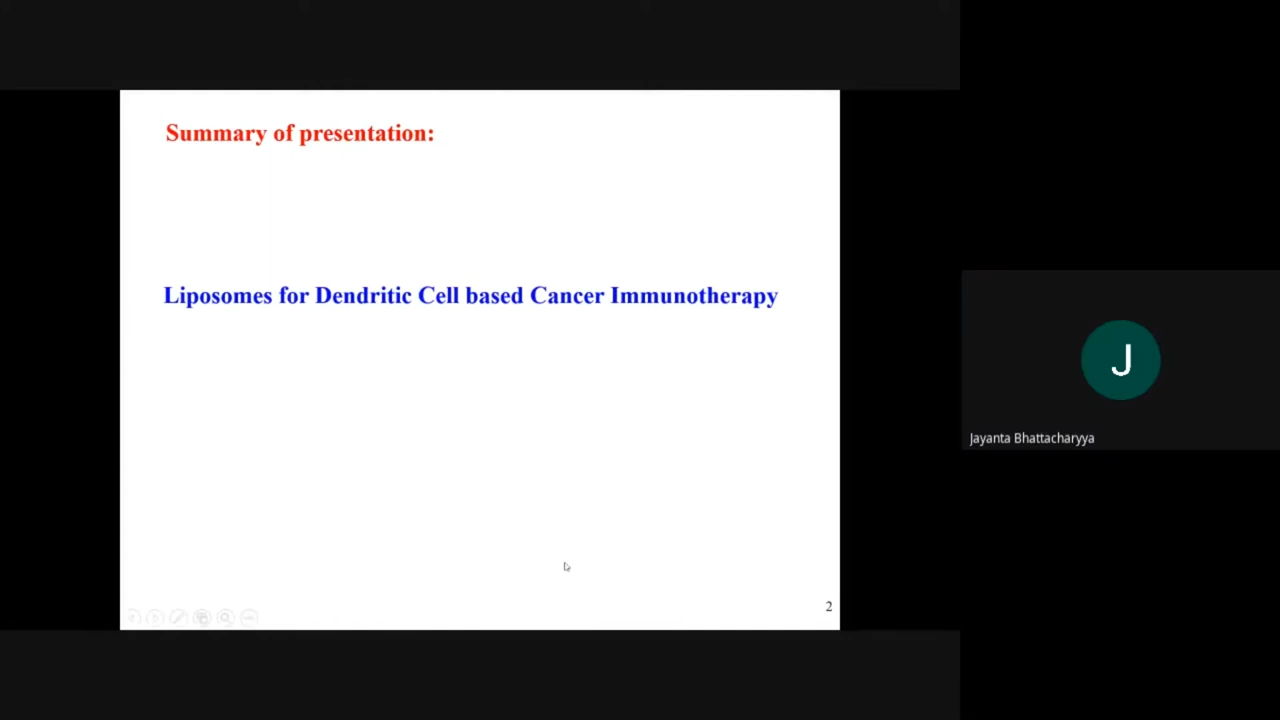 Summary of presentation:
Liposomes for Dendritic Cell based Cancer Immunotherapy
2
J
Jayanta Bhattacharyya